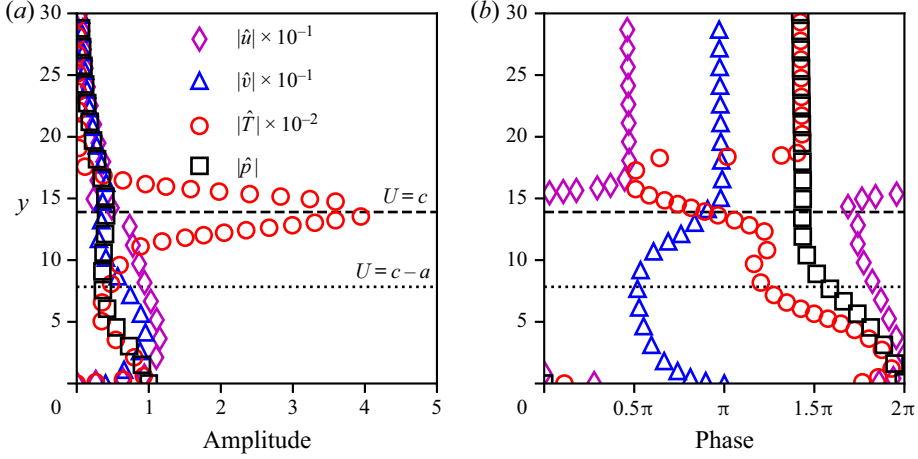 (a)
30
25
20
15
10
5
0
y
|û| × 10⁻¹
|v̂| × 10⁻¹
|T̂| × 10⁻²
|p̂|
U = c
U = c – a
1
2
3
4
5
Amplitude
(b)
30
25
20
15
10
5
0
0.5π
π
1.5π
2π
Phase